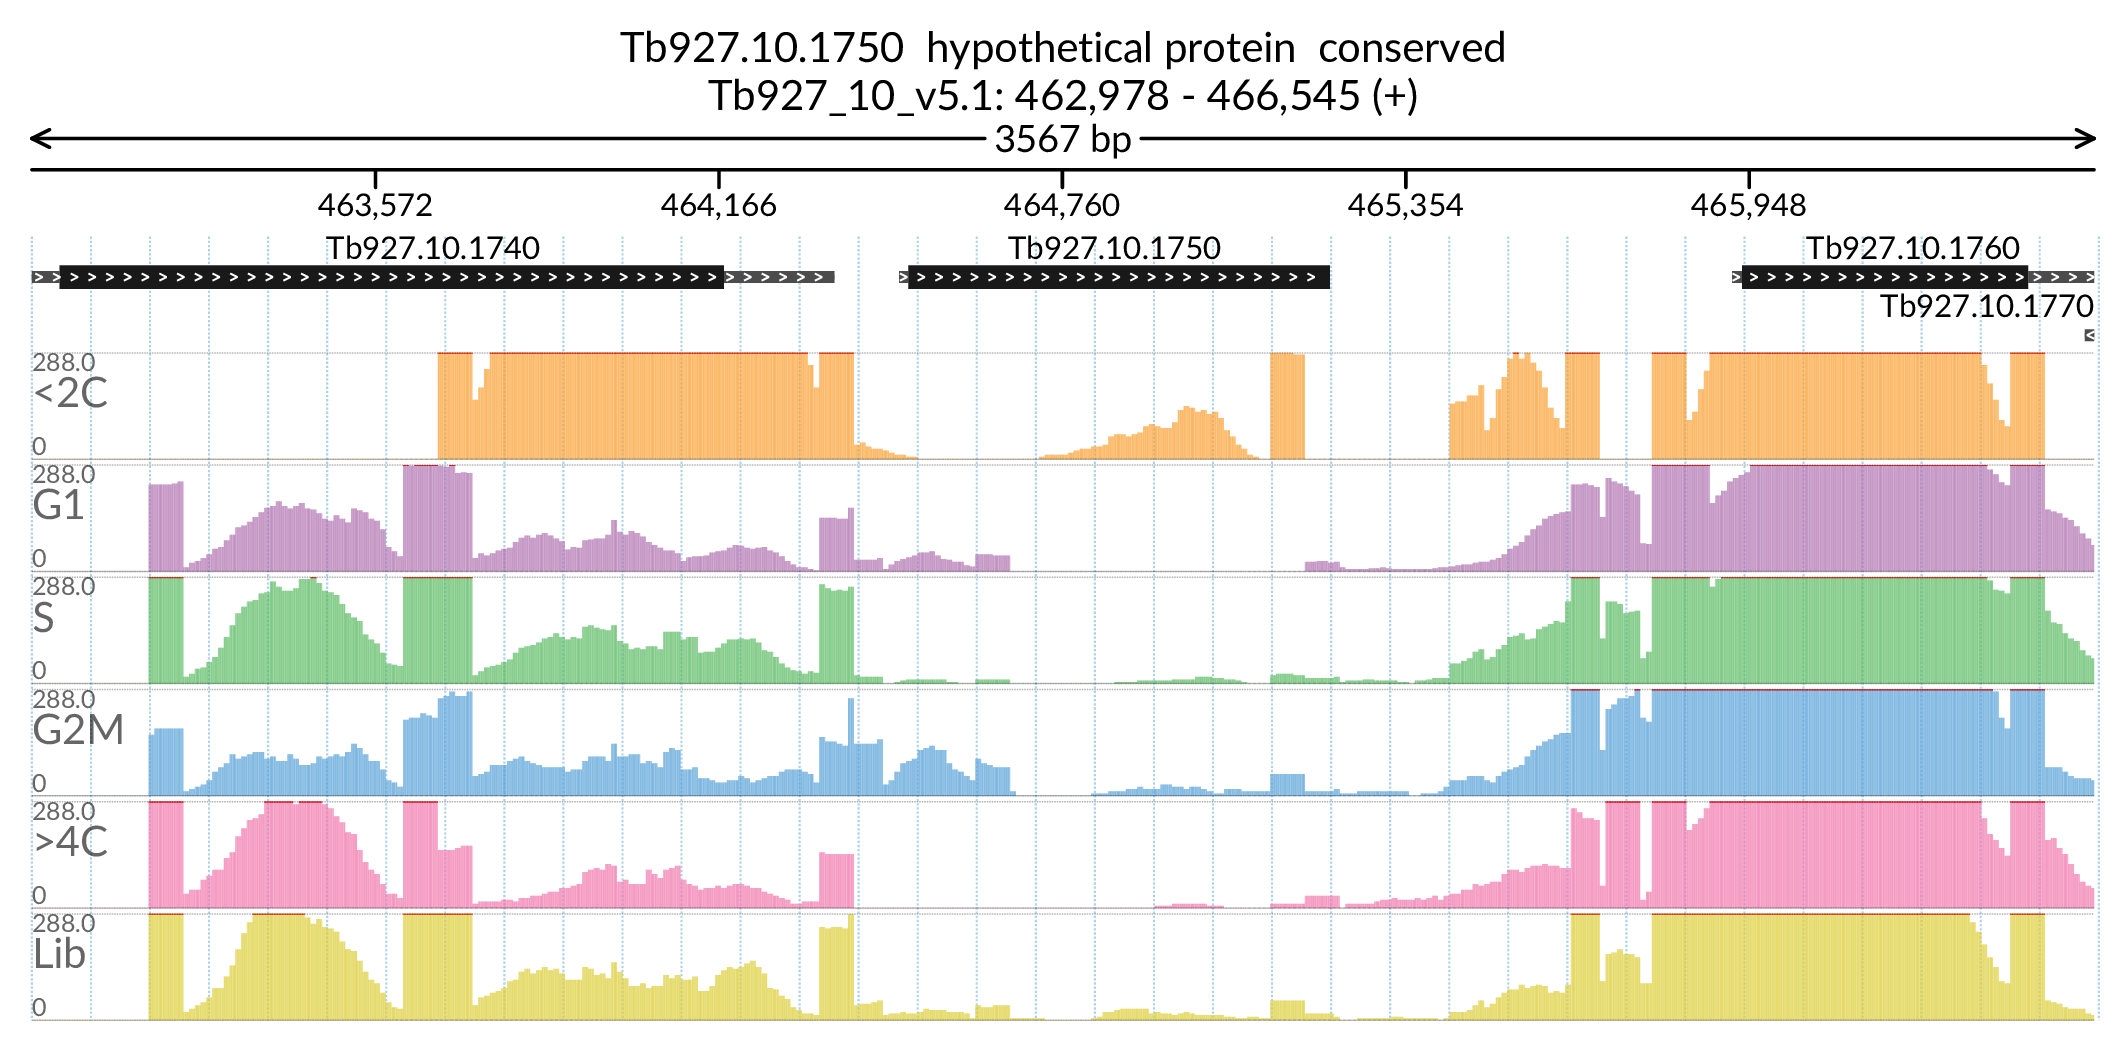 Tb927.10.1750 hypothetical protein conserved
Tb927_10_v5.1: 462,978 - 466,545 (+)
3567 bp
463,572 464,166 464,760 465,354 465,948
Tb927.10.1740 Tb927.10.1750 Tb927.10.1760
Tb927.10.1770
288.0
<2C
0
288.0
G1
0
288.0
S
0
288.0
G2M
0
288.0
>4C
0
288.0
Lib
0